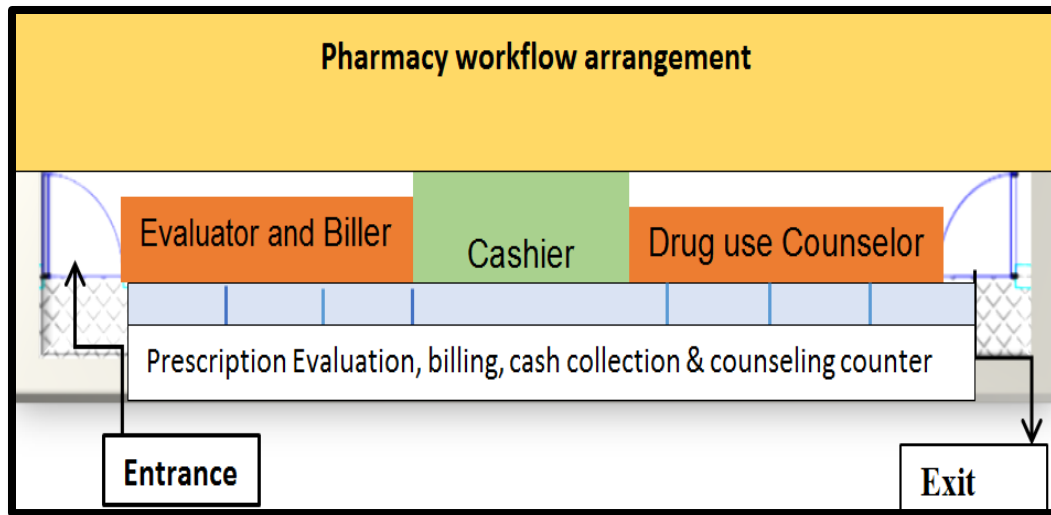 Pharmacy workflow arrangement
Evaluator and Biller
Cashier
Drug use Counselor
Prescription Evaluation, billing, cash collection & counseling counter
Entrance
Exit